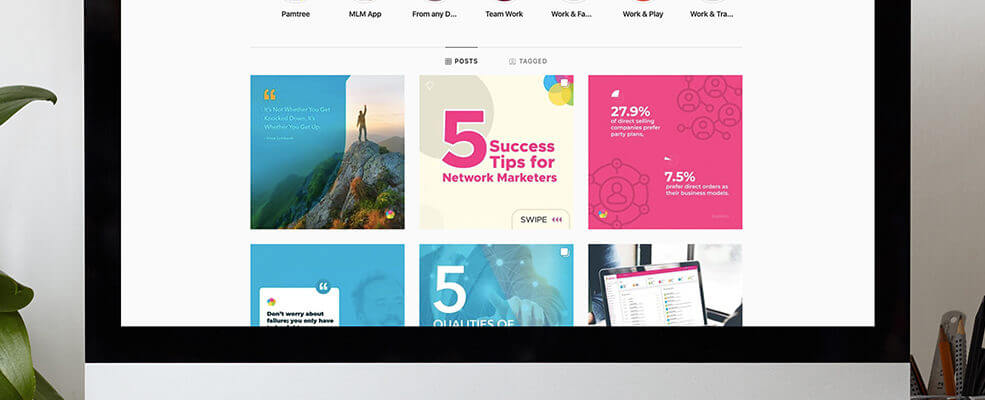 Pamtree
MLM App
From any D...
Team Work
Work & Fa...
Work & Play
Work & Tra...
POSTS
TAGGED
It's Not Whether You Get
Knocked Down, It's
Whether You Get Up.
5 Success
Tips for
Network Marketers
SWIPE
27.9%
of direct selling
companies prefer
party plans,
7.5%
prefer direct orders as
their business models.
Don't worry about
failure; you only have
5
QUALITIES OF